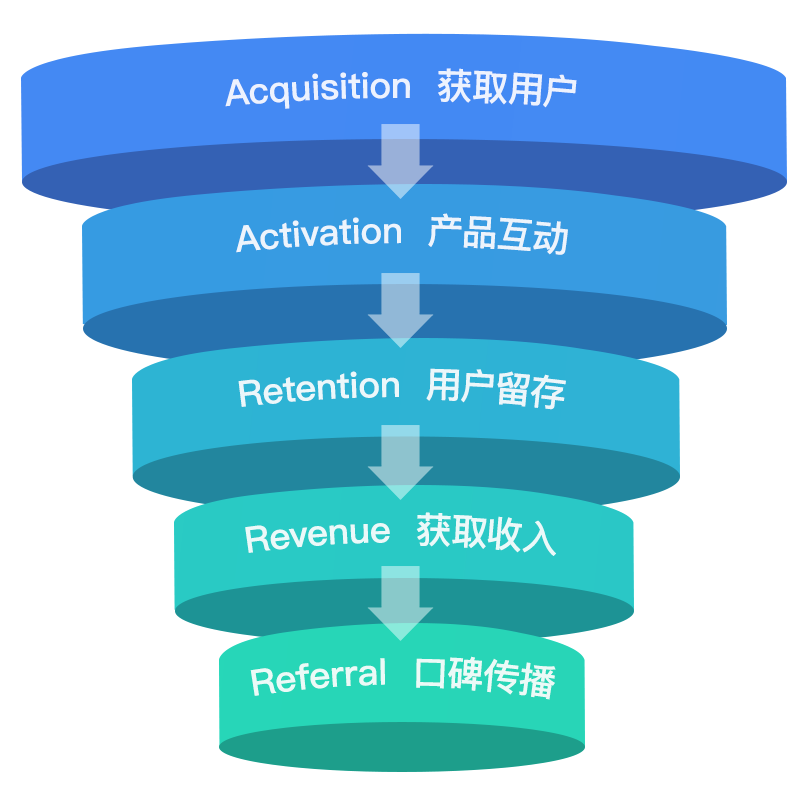 Acquisition 获取用户
Activation 产品互动
Retention 用户留存
Revenue 获取收入
Referral 口碑传播